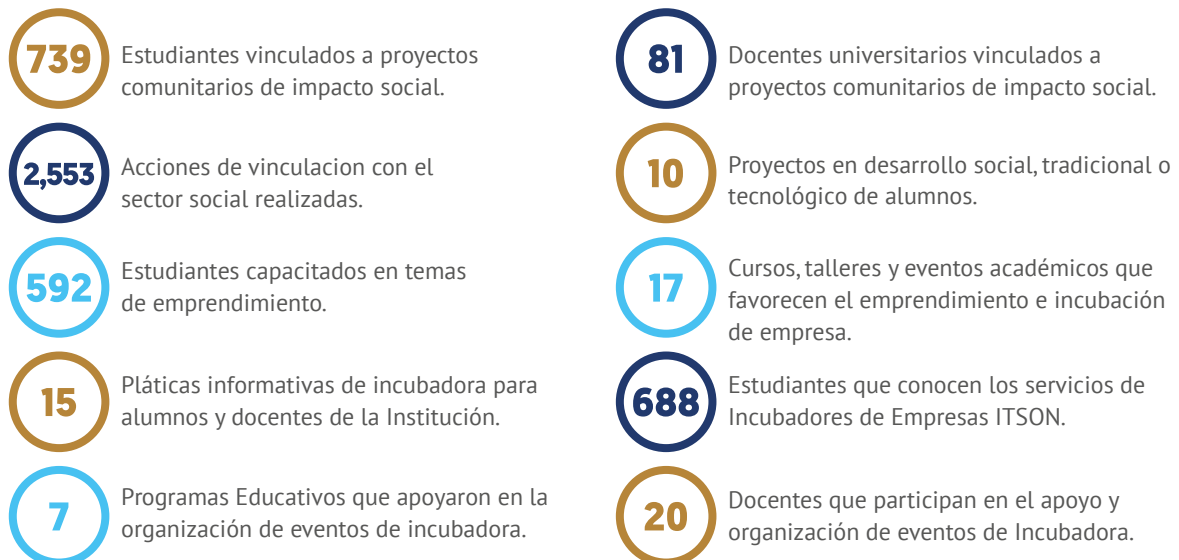 739
Estudiantes vinculados a proyectos
comunitarios de impacto social.
2,553
Acciones de vinculacion con el
sector social realizadas.
592
Estudiantes capacitados en temas
de emprendimiento.
15
Pláticas informativas de incubadora para
alumnos y docentes de la Institución.
7
Programas Educativos que apoyaron en la
organización de eventos de incubadora.
81
Docentes universitarios vinculados a
proyectos comunitarios de impacto social.
10
Proyectos en desarrollo social, tradicional o
tecnológico de alumnos.
17
Cursos, talleres y eventos académicos que
favorecen el emprendimiento e incubación
de empresa.
688
Estudiantes que conocen los servicios de
Incubadores de Empresas ITSON.
20
Docentes que participan en el apoyo y
organización de eventos de Incubadora.